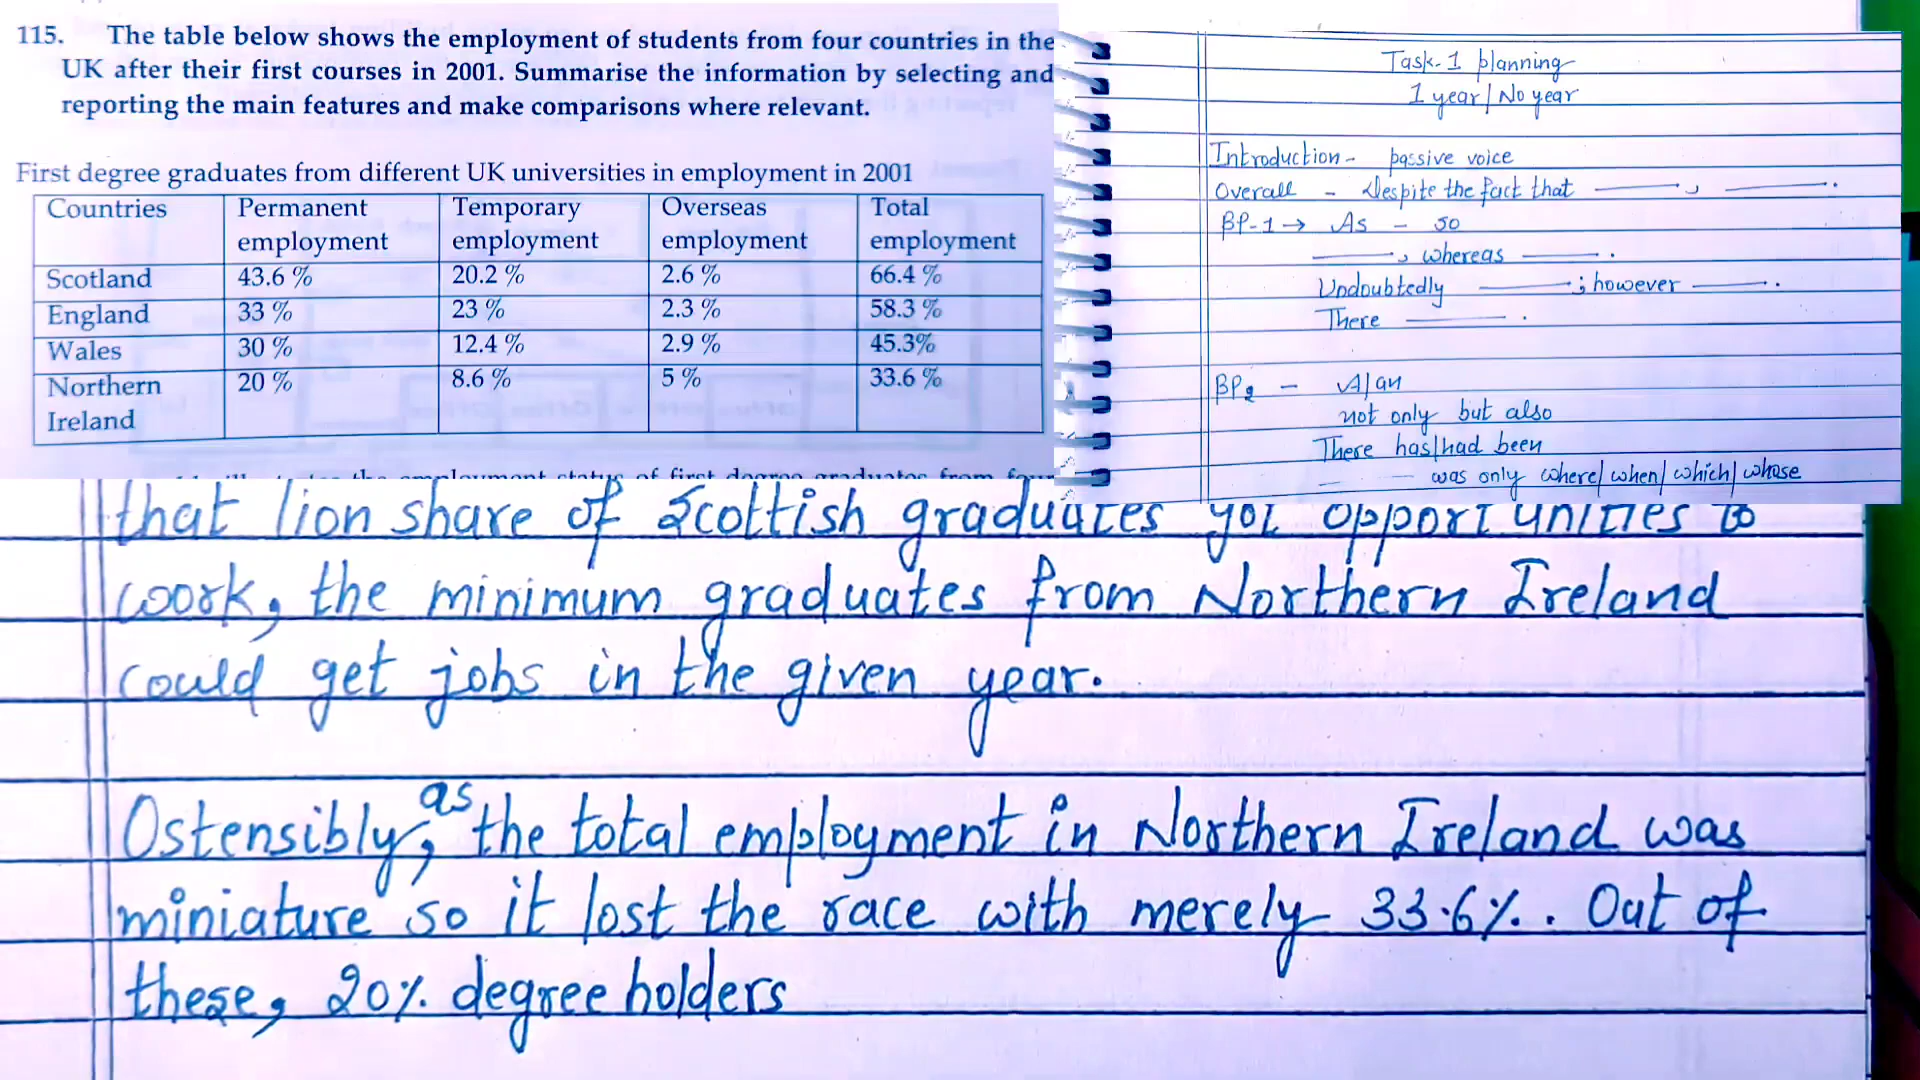 115. The table below shows the employment of students from four countries in the
UK after their first courses in 2001. Summarise the information by selecting and
reporting the main features and make comparisons where relevant.
First degree graduates from different UK universities in employment in 2001
Countries Permanent employment Temporary employment Overseas employment Total employment
Scotland 43.6 % 20.2 % 2.6 % 66.4 %
England 33 % 23 % 2.3 % 58.3 %
Wales 30 % 12.4 % 2.9 % 45.3%
Northern Ireland 20 % 8.6 % 5 % 33.6 %
the employment status of first degree graduates from four
Task-1 planning
1 year/No year
Introduction - passive voice
Overall - Despite the fact that ———, ———.
BP-1 → As - so
———, whereas ———.
Undoubtedly ———; however ———.
There ———.
BP2 - A/an
not only but also
There has/had been
— — was only where/when/which/whose
that lion share of Scottish graduates got opportunities to
work, the minimum graduates from Northern Ireland
could get jobs in the given year.
Ostensibly, as the total employment in Northern Ireland was
miniature so it lost the race with merely 33.6%. Out of
these, 20% degree holders